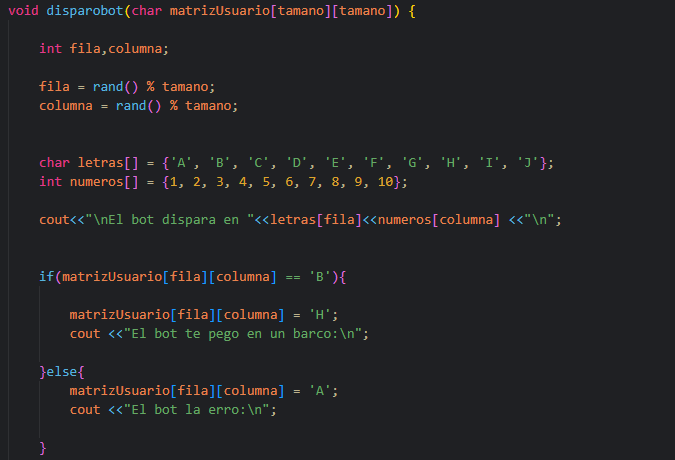 void disparobot(char matrizUsuario[tamano][tamano]) {
int fila,columna;
fila = rand() % tamano;
columna = rand() % tamano;
char letras[] = {'A', 'B', 'C', 'D', 'E', 'F', 'G', 'H', 'I', 'J'};
int numeros[] = {1, 2, 3, 4, 5, 6, 7, 8, 9, 10};
cout<<"\nEl bot dispara en "<<letras[fila]<<numeros[columna] <<"\n";
if(matrizUsuario[fila][columna] == 'B'){
matrizUsuario[fila][columna] = 'H';
cout <<"El bot te pego en un barco:\n";
}else{
matrizUsuario[fila][columna] = 'A';
cout <<"El bot la erro:\n";
}